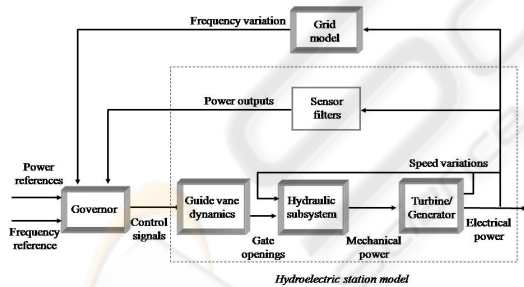 Frequency variation
Grid
model
Power outputs
Sensor
filters
Speed variations
Power
references
Governor
Guide vane
dynamics
Hydraulic
subsystem
Turbine/
Generator
Frequency
reference
Control
signals
Gate
openings
Mechanical
power
Electrical
power
Hydroelectric station model